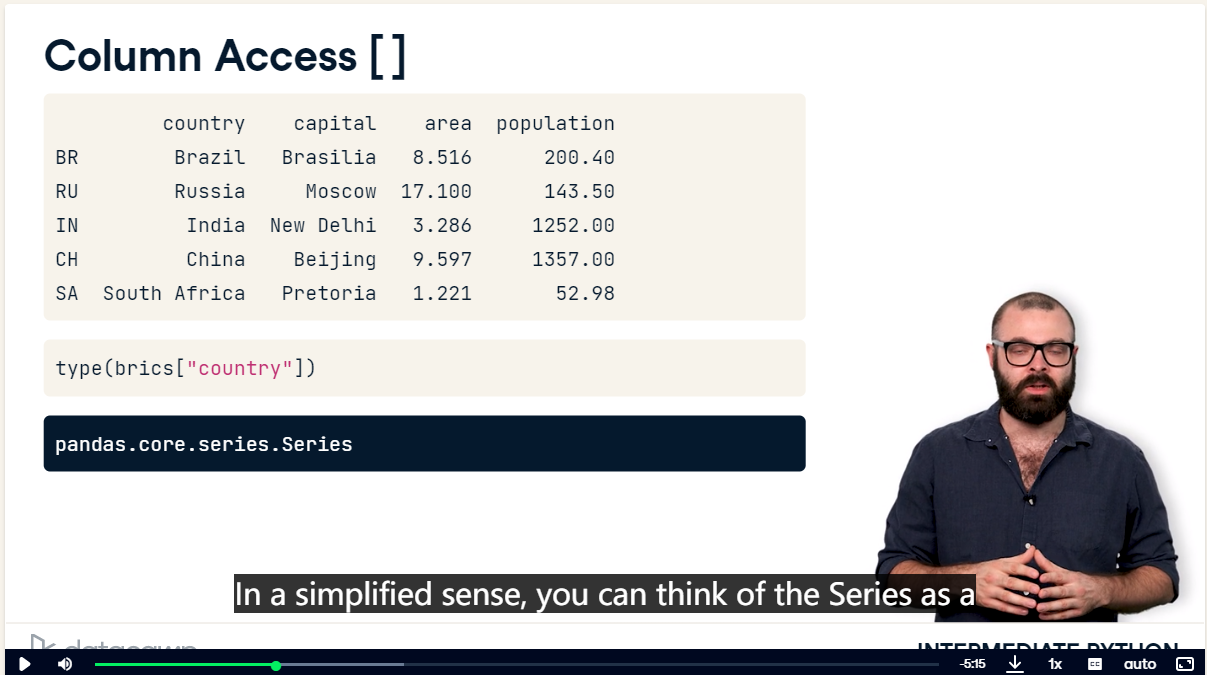 Column Access []
country capital area population
BR Brazil Brasilia 8.516 200.40
RU Russia Moscow 17.100 143.50
IN India New Delhi 3.286 1252.00
CH China Beijing 9.597 1357.00
SA South Africa Pretoria 1.221 52.98
type(brics["country"])
pandas.core.series.Series
In a simplified sense, you can think of the Series as a
datacamp
INTERMEDIATE PYTHON
-5:15 1x CC auto